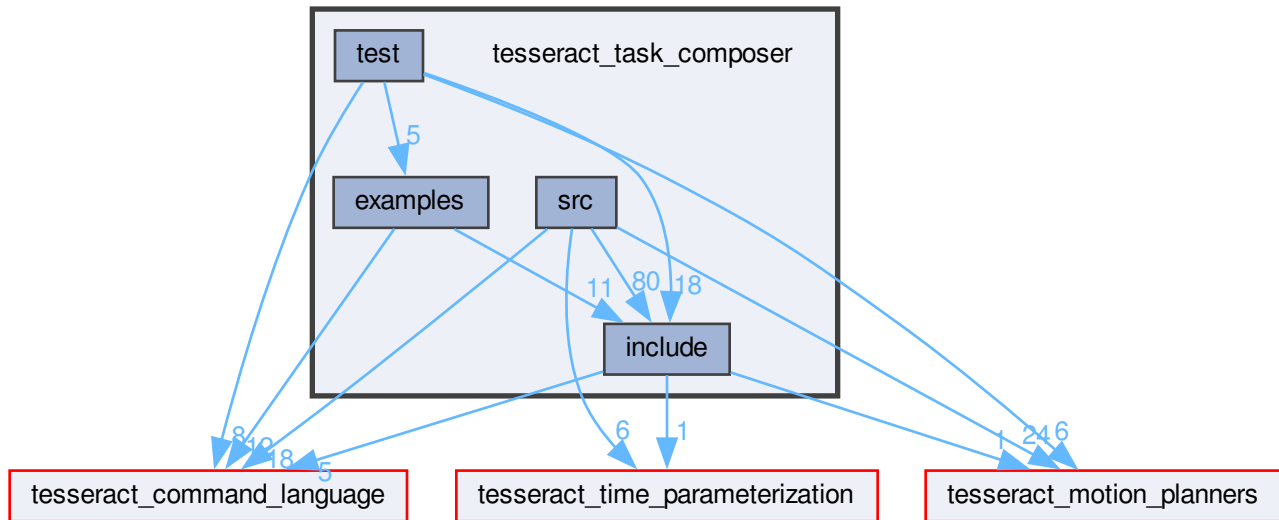 test
tesseract_task_composer
5
examples
src
11
80
18
include
8
12
18
5
6
1
1
24
6
tesseract_command_language
tesseract_time_parameterization
tesseract_motion_planners